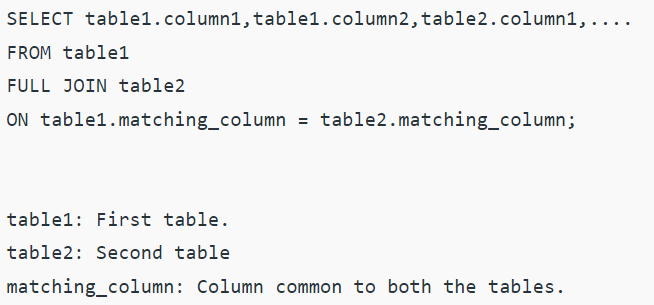 SELECT table1.column1,table1.column2,table2.column1,....
FROM table1
FULL JOIN table2
ON table1.matching_column = table2.matching_column;
table1: First table.
table2: Second table
matching_column: Column common to both the tables.